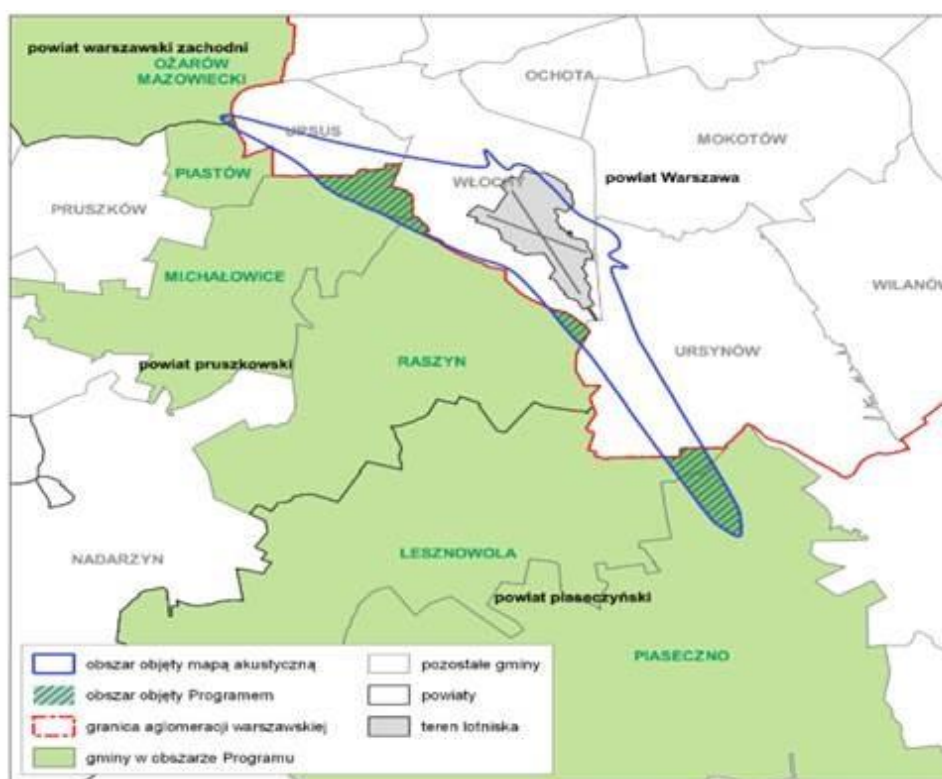 powiat warszawski zachodni
OŻARÓW
MAZOWIECKI
OCHOTA
URSUS
MOKOTÓW
PIASTÓW
WŁOCHY
powiat Warszawa
PRUSZKÓW
MICHAŁOWICE
WILANÓW
URSYNÓW
powiat pruszkowski
RASZYN
NADARZYN
LESZNOWOLA
powiat piaseczyński
PIASECZNO
obszar objęty mapą akustyczną
pozostałe gminy
obszar objęty Programem
powiaty
granica aglomeracji warszawskiej
teren lotniska
gminy w obszarze Programu